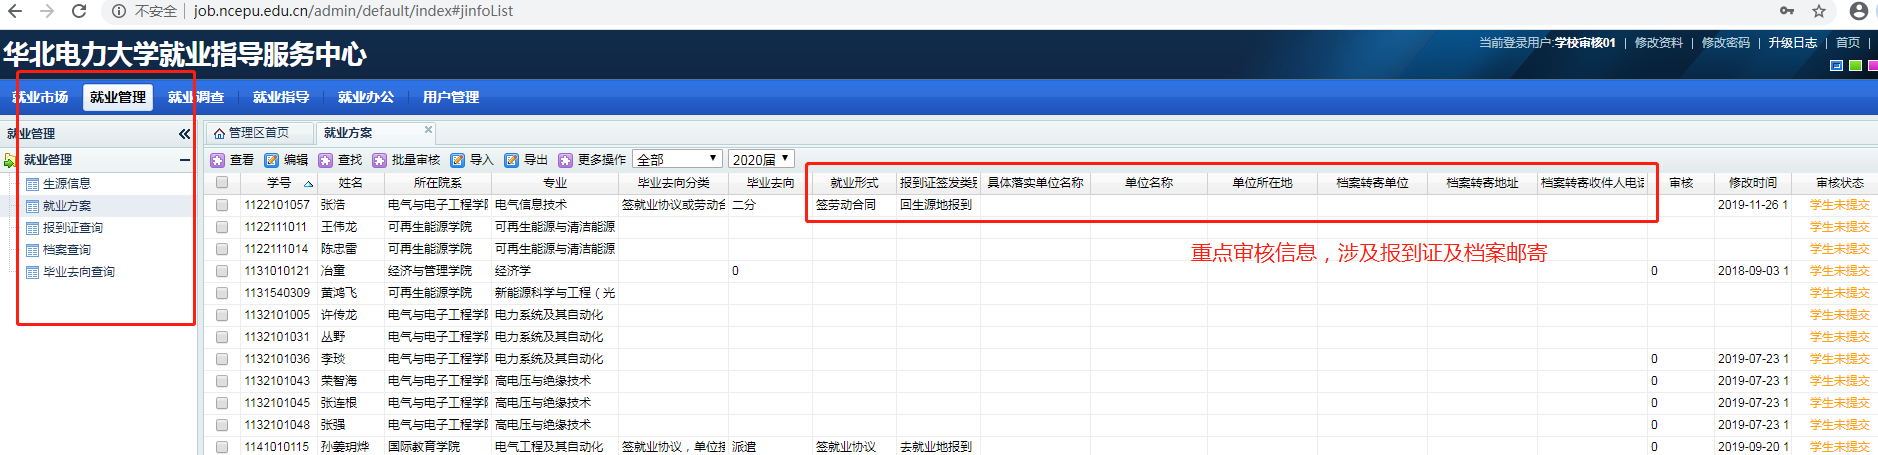 不安全 job.ncepu.edu.cn/admin/default/index#jinfoList
华北电力大学就业指导服务中心
当前登录用户:学校审核01 | 修改资料 | 修改密码 | 升级日志 | 首页 |
就业市场 就业管理 就业调查 就业指导 就业办公 用户管理
就业管理
管理区首页 就业方案
就业管理
查看 编辑 查找 批量审核 导入 导出 更多操作 全部 2020届
生源信息
就业方案
报到证查询
档案查询
毕业去向查询
学号 姓名 所在院系 专业 毕业去向分类 毕业去向 就业形式 报到证签发类别 具体落实单位名称 单位名称 单位所在地 档案转寄单位 档案转寄地址 档案转寄收件人电话 审核 修改时间 审核状态
1122101057 张浩 电气与电子工程学院 电气信息技术 签就业协议或劳动合 二分 签劳动合同 回生源地报到 2019-11-26 1 学生未提交
1122111011 王伟龙 可再生能源学院 可再生能源与清洁能源 学生未提交
1122111014 陈忠雷 可再生能源学院 可再生能源与清洁能源 学生未提交
重点审核信息，涉及报到证及档案邮寄
1131010121 冶童 经济与管理学院 经济学 0 0 2018-09-03 1 学生未提交
1131540309 黄鸿飞 可再生能源学院 新能源科学与工程（光 学生未提交
1132101005 许传龙 电气与电子工程学院 电力系统及其自动化 学生未提交
1132101031 丛野 电气与电子工程学院 电力系统及其自动化 学生未提交
1132101036 李琰 电气与电子工程学院 电力系统及其自动化 0 2019-07-23 1 学生未提交
1132101043 荣智海 电气与电子工程学院 高电压与绝缘技术 0 2019-07-23 1 学生未提交
1132101045 张连根 电气与电子工程学院 高电压与绝缘技术 0 2019-07-23 1 学生未提交
1132101048 张强 电气与电子工程学院 高电压与绝缘技术 0 2019-07-23 1 学生未提交
1141010115 孙姜玥烨 国际教育学院 电气工程及其自动化 签就业协议，单位接 派遣 签就业协议 去就业地报到 0 2019-09-20 1 学生未提交